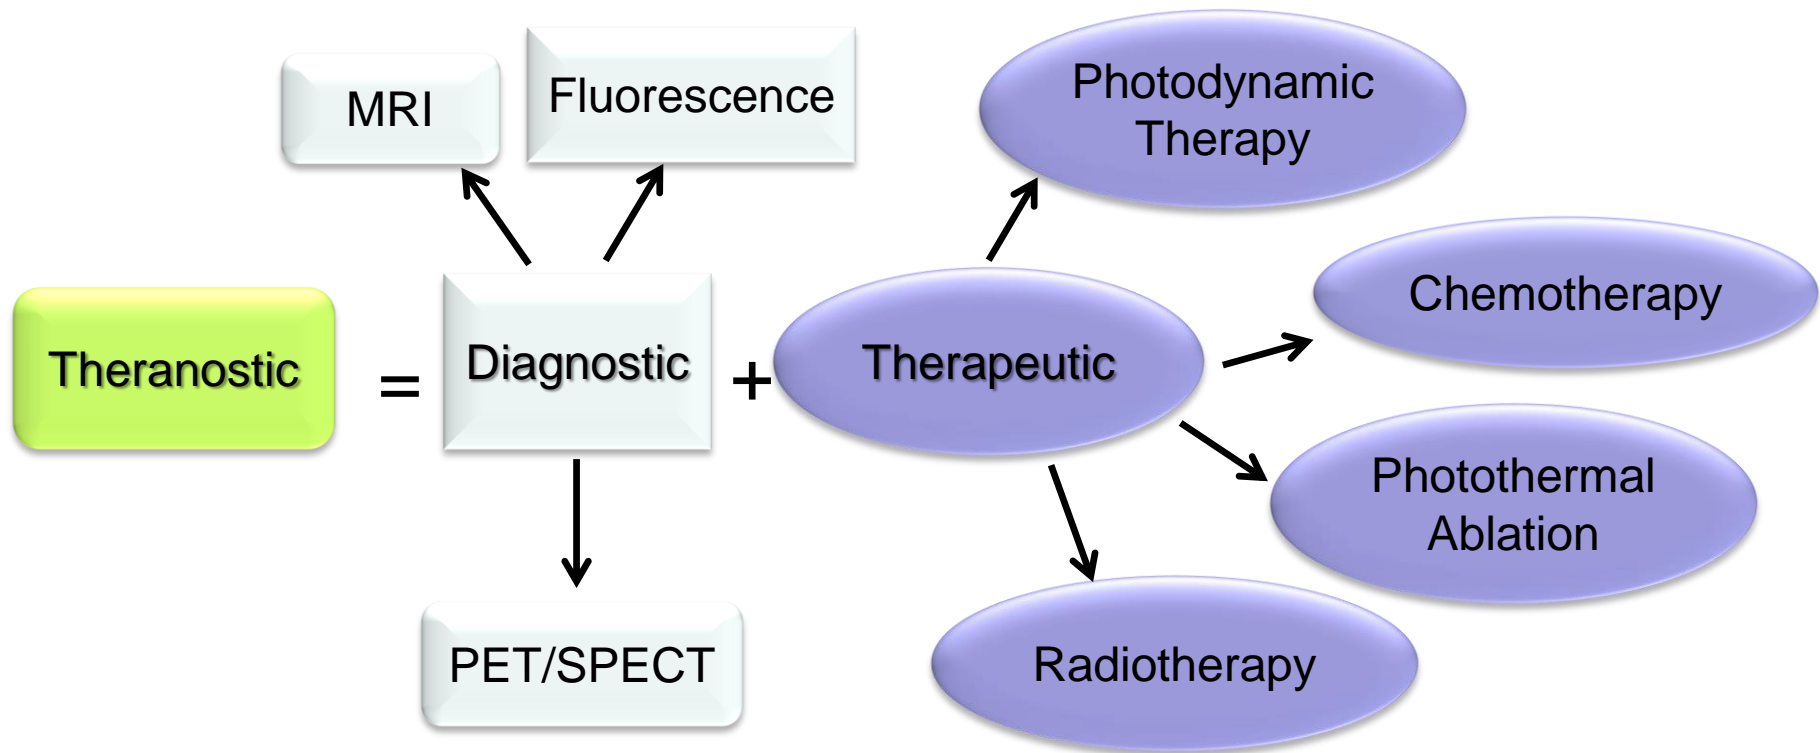 MRI
Fluorescence
Photodynamic
Therapy
Chemotherapy
Theranostic
=
Diagnostic
+
Therapeutic
Photothermal
Ablation
PET/SPECT
Radiotherapy